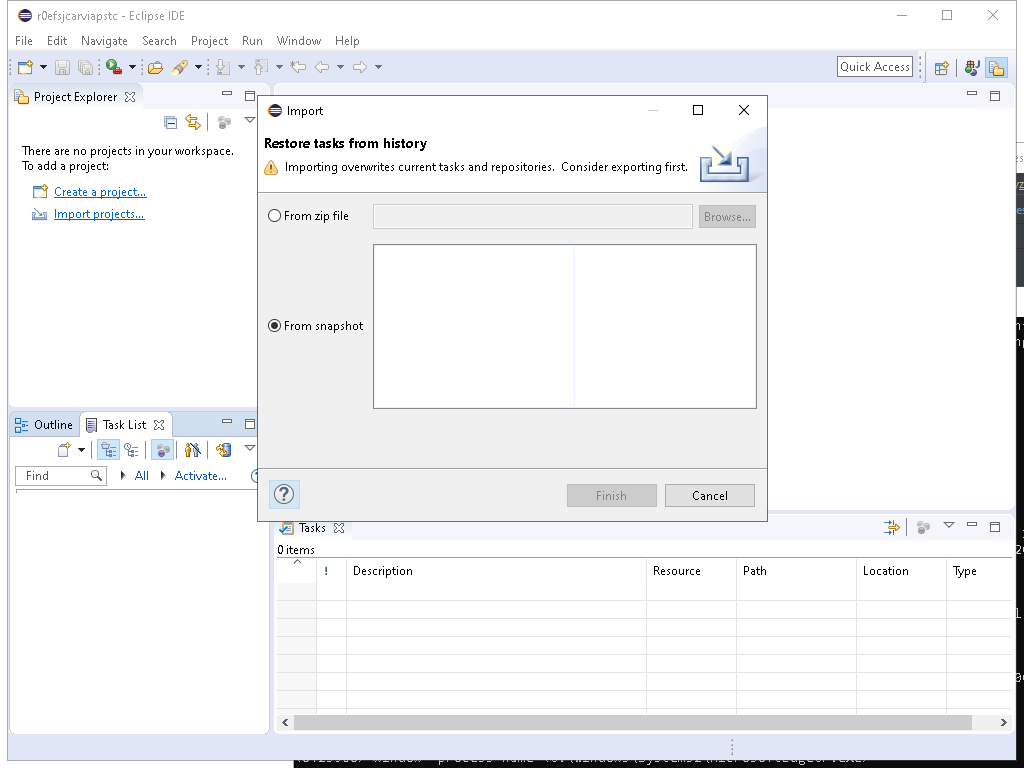 r0efsjcarviapstc - Eclipse IDE
File Edit Navigate Search Project Run Window Help
Quick Access
Project Explorer
There are no projects in your workspace.
To add a project:
Create a project...
Import projects...
Import
Restore tasks from history
Importing overwrites current tasks and repositories. Consider exporting first.
From zip file
Browse...
From snapshot
Finish
Cancel
Outline
Task List
Find
All
Activate...
Tasks
0 items
! Description Resource Path Location Type